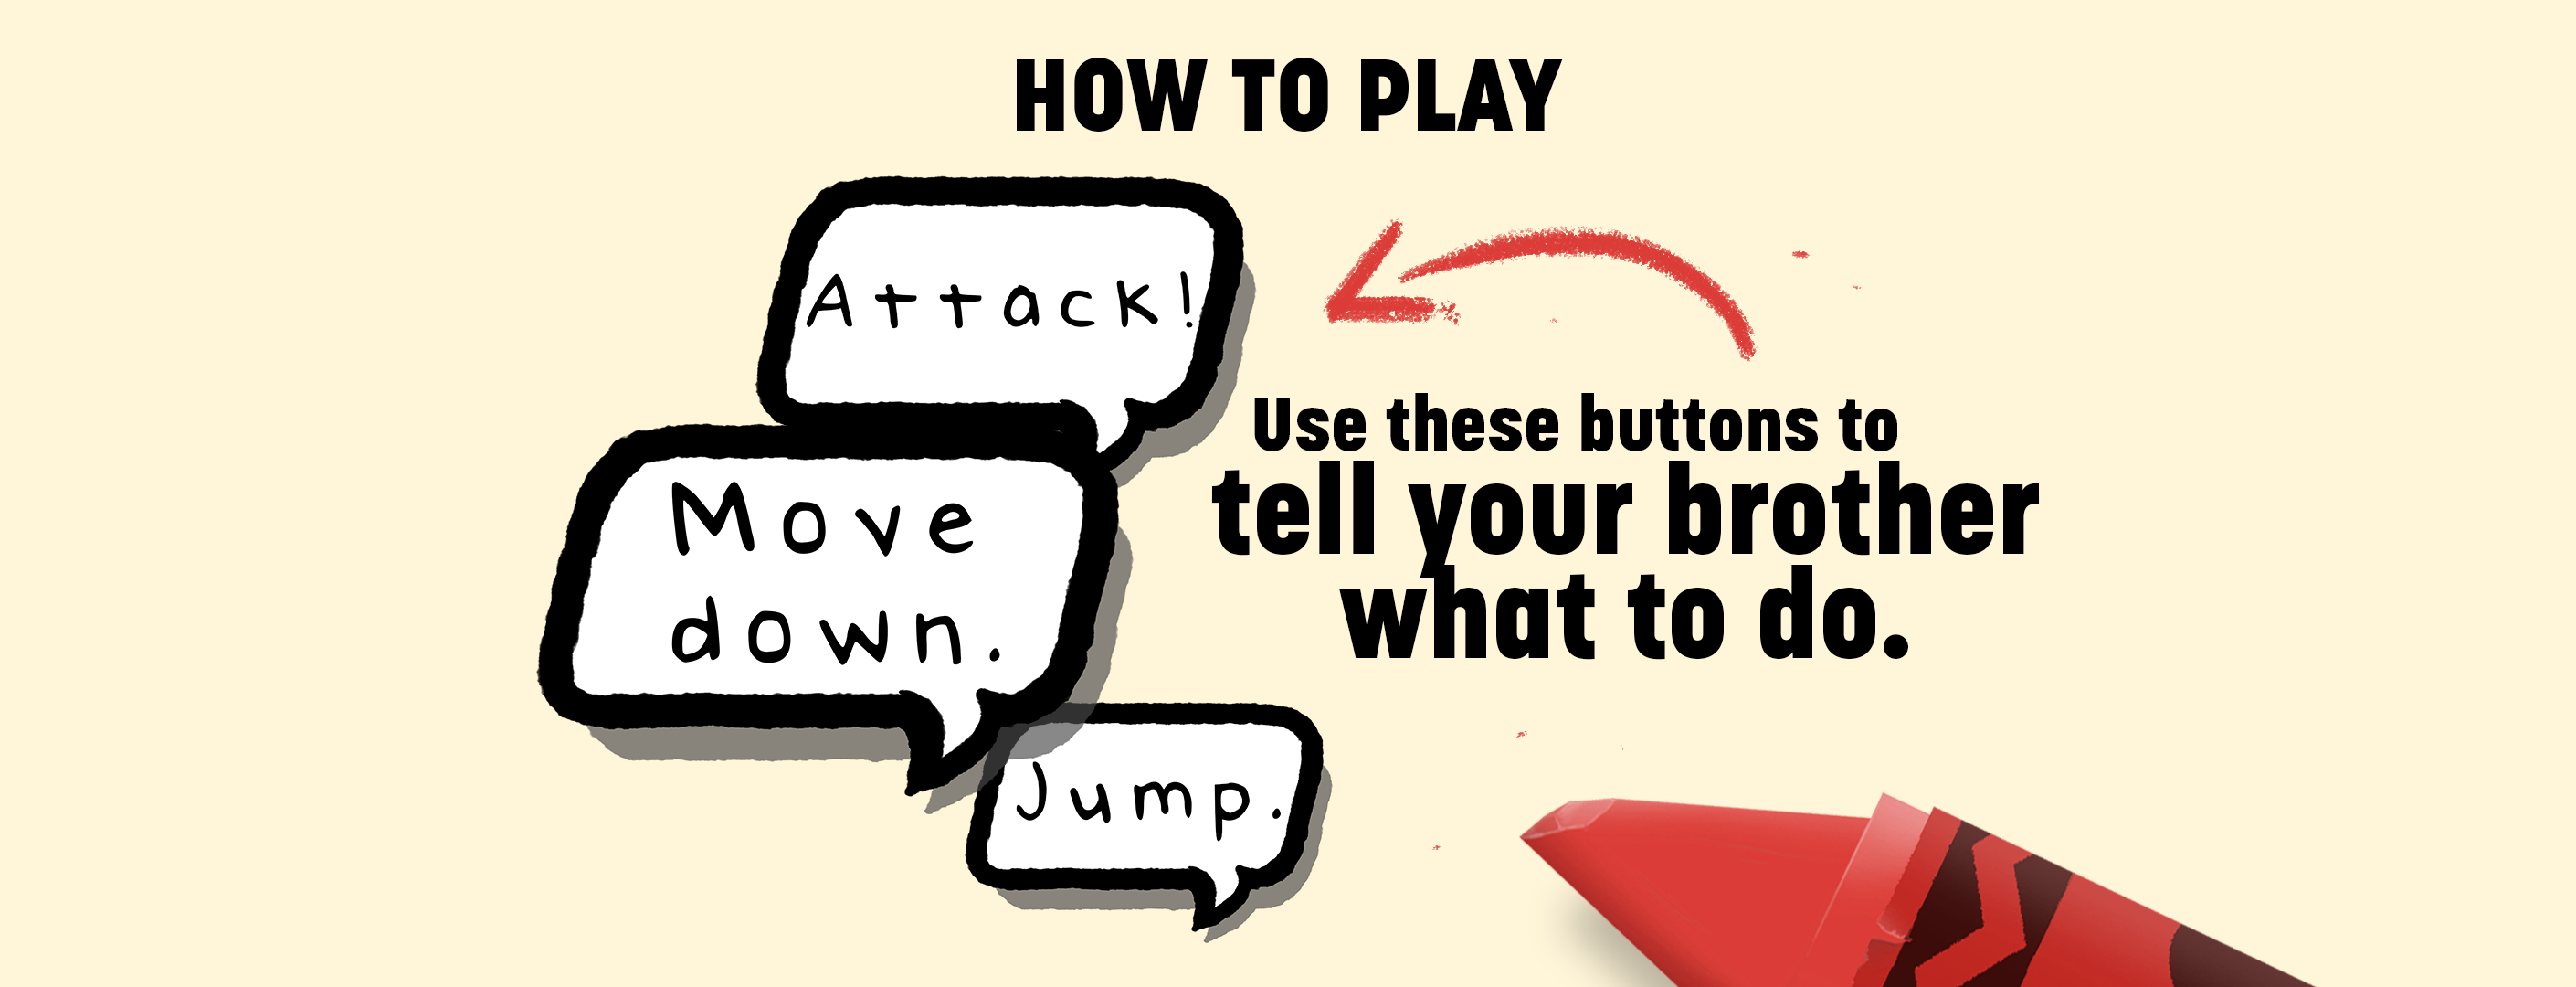 HOW TO PLAY
Attack!
Move
down.
Jump.
Use these buttons to
tell your brother
what to do.